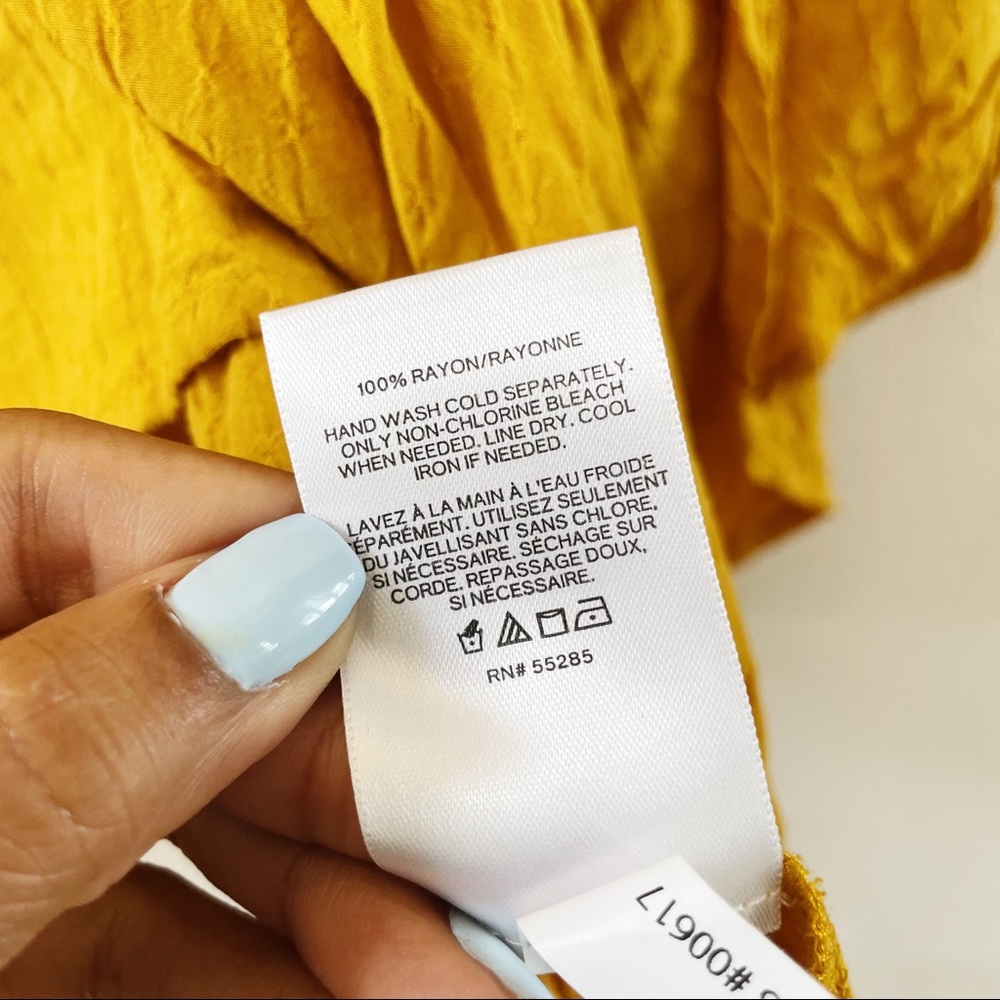 100% RAYON/RAYONNE
HAND WASH COLD SEPARATELY.
ONLY NON-CHLORINE BLEACH
WHEN NEEDED. LINE DRY. COOL
IRON IF NEEDED.
LAVEZ À LA MAIN À L'EAU FROIDE
ÉPARÉMENT. UTILISEZ SEULEMENT
DU JAVELLISANT SANS CHLORE,
SI NÉCESSAIRE. SÉCHAGE SUR
CORDE. REPASSAGE DOUX,
SI NÉCESSAIRE.
RN# 55285
#00617